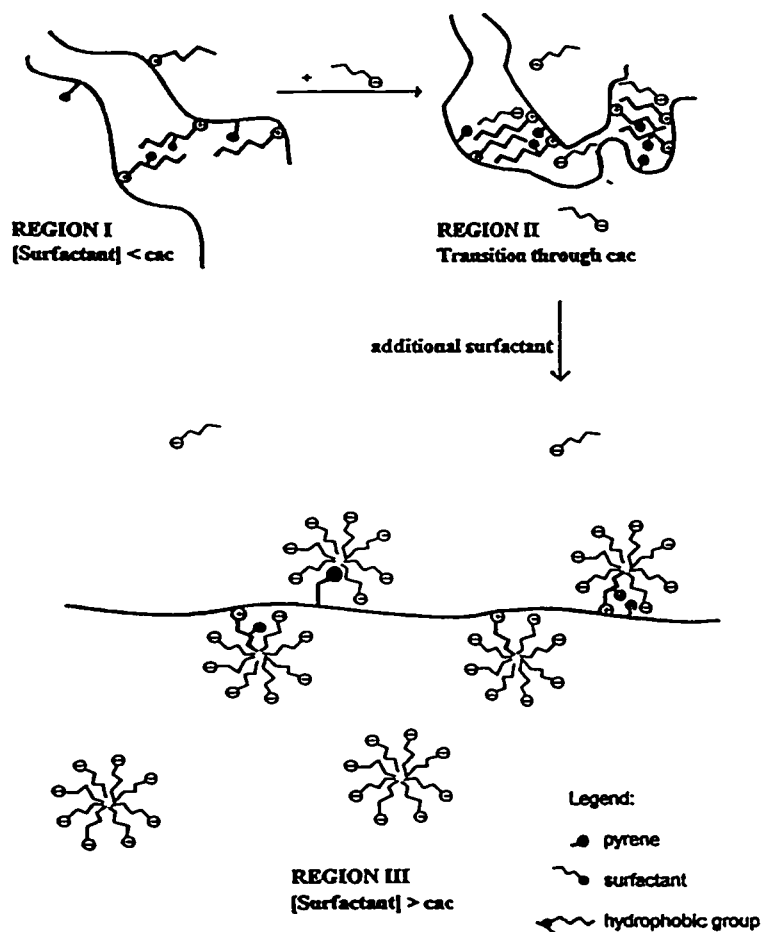 +
REGION I
[Surfactant] < cac
REGION II
Transition through cac
additional surfactant
REGION III
[Surfactant] > cac
Legend:
pyrene
surfactant
hydrophobic group